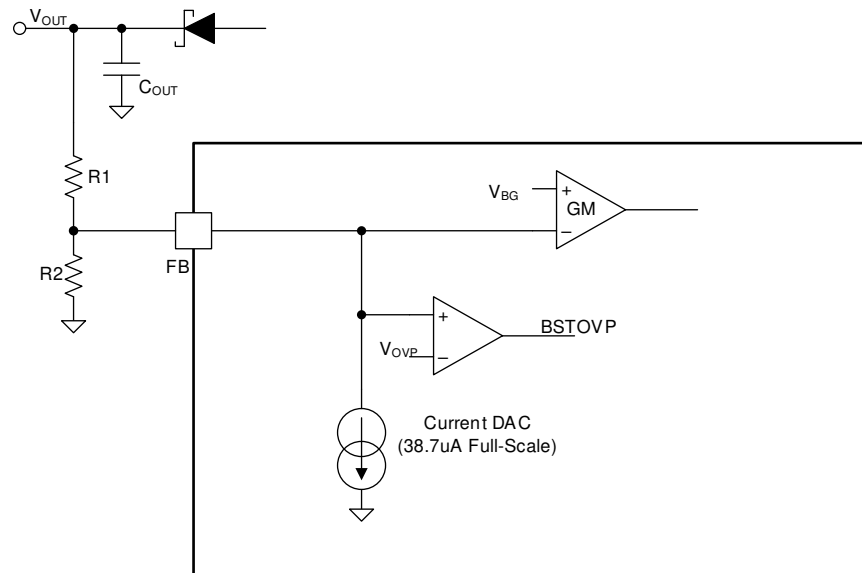 VOUT
COUT
R1
VBG
+
GM
−
FB
R2
+
BSTOVP
VOVP
−
Current DAC
(38.7uA Full-Scale)